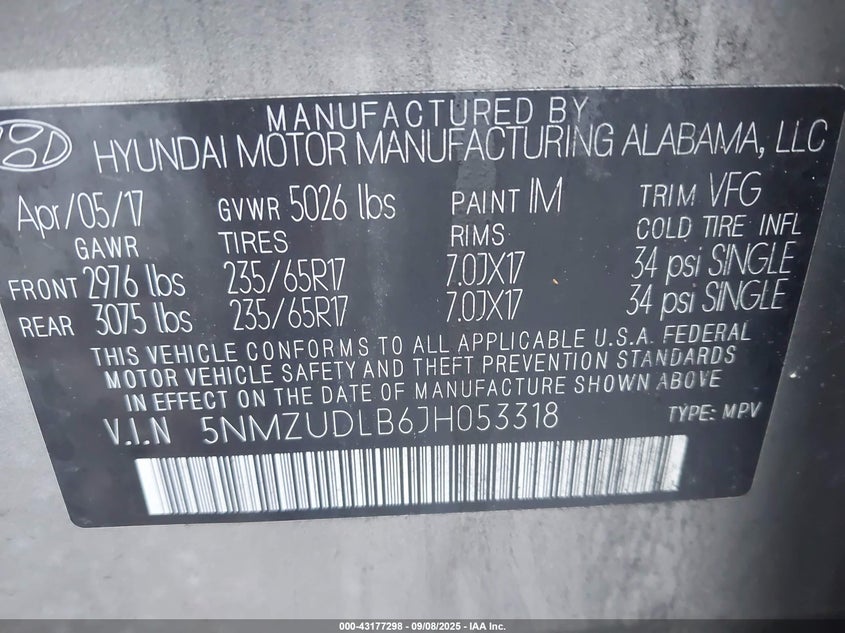 MANUFACTURED BY
HYUNDAI MOTOR MANUFACTURING ALABAMA, LLC
Apr/05/17 GVWR 5026 lbs PAINT IM TRIM VFG
GAWR TIRES RIMS COLD TIRE INFL
FRONT 2976 lbs 235/65R17 7.0JX17 34 psi SINGLE
REAR 3075 lbs 235/65R17 7.0JX17 34 psi SINGLE
THIS VEHICLE CONFORMS TO ALL APPLICABLE U.S.A. FEDERAL
MOTOR VEHICLE SAFETY AND THEFT PREVENTION STANDARDS
IN EFFECT ON THE DATE OF MANUFACTURE SHOWN ABOVE
V.I.N 5NMZUDLB6JH053318 TYPE: MPV
000-43177298 - 09/08/2025 - IAA Inc.